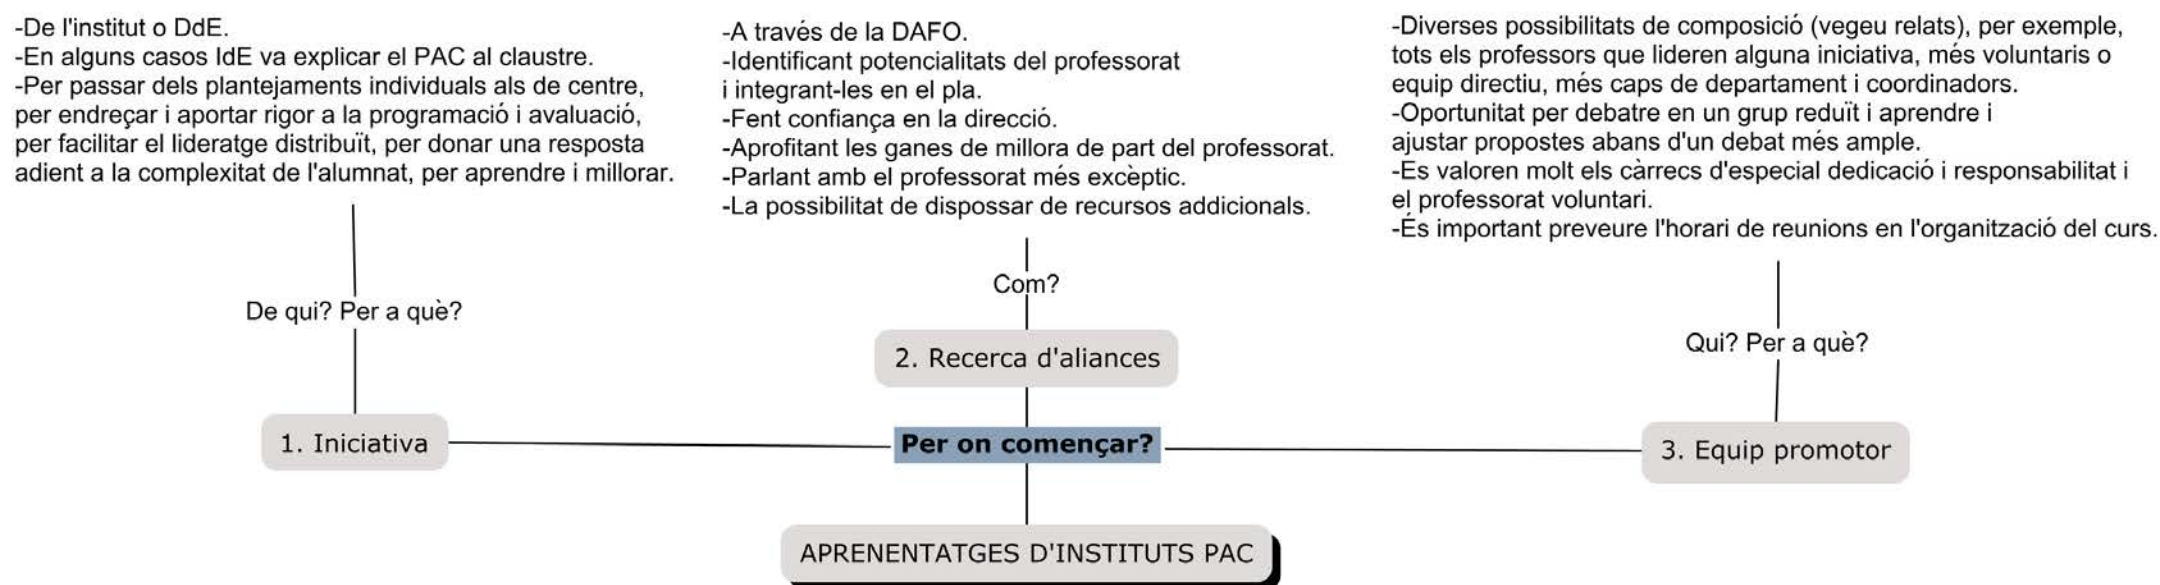 -De l'institut o DdE.
-En alguns casos IdE va explicar el PAC al claustre.
-Per passar dels plantejaments individuals als de centre,
per endreçar i aportar rigor a la programació i avaluació,
per facilitar el lideratge distribuït, per donar una resposta
adient a la complexitat de l'alumnat, per aprendre i millorar.
De qui? Per a què?
1. Iniciativa
-A través de la DAFO.
-Identificant potencialitats del professorat
i integrant-les en el pla.
-Fent confiança en la direcció.
-Aprofitant les ganes de millora de part del professorat.
-Parlant amb el professorat més excèptic.
-La possibilitat de dispossar de recursos addicionals.
Com?
2. Recerca d'aliances
-Diverses possibilitats de composició (vegeu relats), per exemple,
tots els professors que lideren alguna iniciativa, més voluntaris o
equip directiu, més caps de departament i coordinadors.
-Oportunitat per debatre en un grup reduït i aprendre i
ajustar propostes abans d'un debat més ample.
-Es valoren molt els càrrecs d'especial dedicació i responsabilitat i
el professorat voluntari.
-És important preveure l'horari de reunions en l'organització del curs.
Qui? Per a què?
3. Equip promotor
Per on començar?
APRENENTATGES D'INSTITUTS PAC